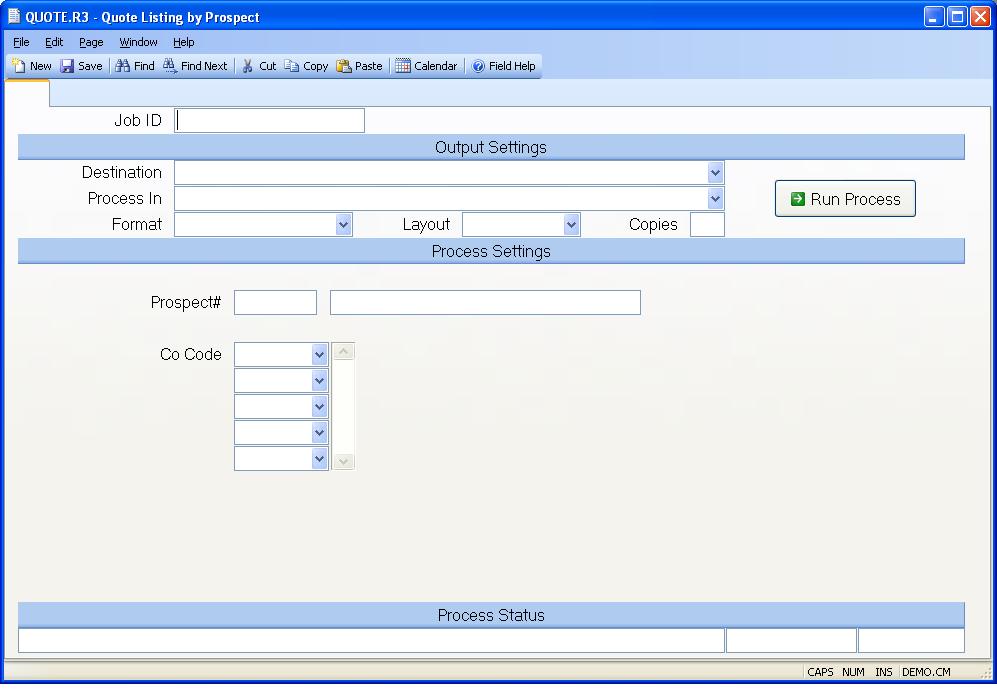 QUOTE.R3 - Quote Listing by Prospect
File Edit Page Window Help
New Save Find Find Next Cut Copy Paste Calendar Field Help
Job ID
Output Settings
Destination
Process In
Run Process
Format Layout Copies
Process Settings
Prospect#
Co Code
Process Status
CAPS NUM INS DEMO.CM